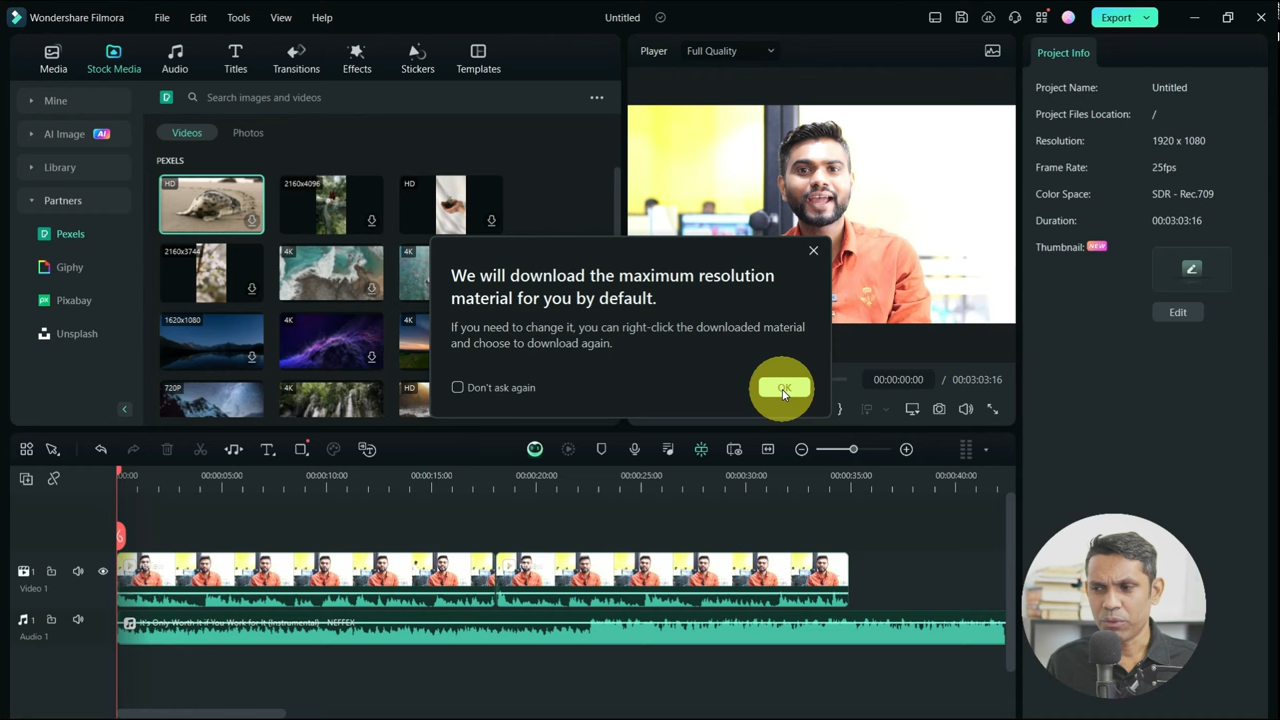 Wondershare Filmora File Edit Tools View Help Untitled Export
Media Stock Media Audio Titles Transitions Effects Stickers Templates
Player Full Quality
Project Info
Mine
AI Image AI
Library
Partners
Pexels
Giphy
Pixabay
Unsplash
Search images and videos
Videos Photos
PEXELS
HD 2160x4096 HD
2160x3744 4K 4K
1620x1080 4K 4K
720P 4K HD
We will download the maximum resolution
material for you by default.
If you need to change it, you can right-click the downloaded material
and choose to download again.
Don't ask again OK
00:00:00:00 / 00:03:03:16
Project Name: Untitled
Project Files Location: /
Resolution: 1920 x 1080
Frame Rate: 25fps
Color Space: SDR - Rec.709
Duration: 00:03:03:16
Thumbnail: NEW
Edit
:00:00 00:00:05:00 00:00:10:00 00:00:15:00 00:00:20:00 00:00:25:00 00:00:30:00 00:00:35:00 00:00:40:00
1
Video 1
1
Audio 1
It's Only Worth It if You Work for It (Instrumental) - NEFFEX